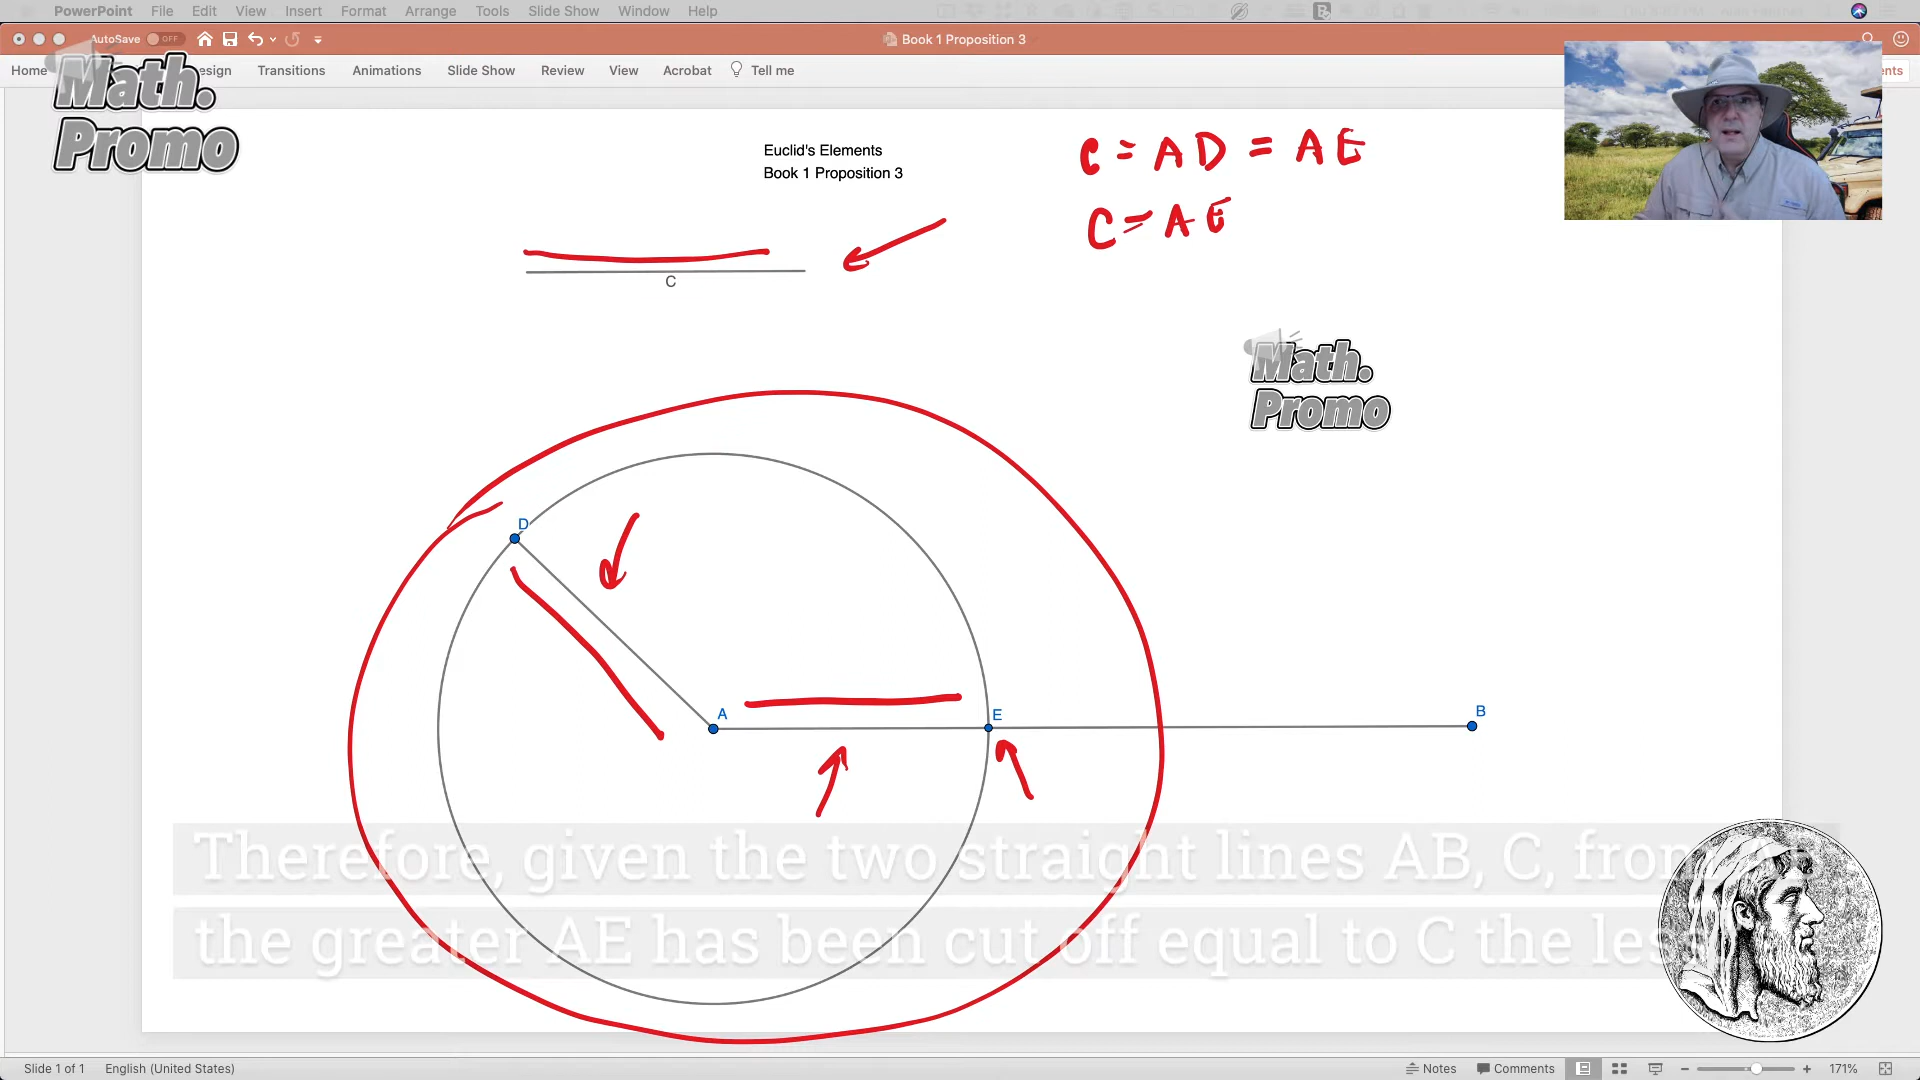 PowerPoint File Edit View Insert Format Arrange Tools Slide Show Window Help
AutoSave OFF Book 1 Proposition 3
Home Transitions Animations Slide Show Review View Acrobat Tell me
Math.
Promo
Euclid's Elements
Book 1 Proposition 3
C = AD = AE
C = AE
C
Math.
Promo
D
A
E
B
Therefore, given the two straight lines AB, C, from
the greater AE has been cut off equal to C the less
Slide 1 of 1 English (United States) Notes Comments 171%